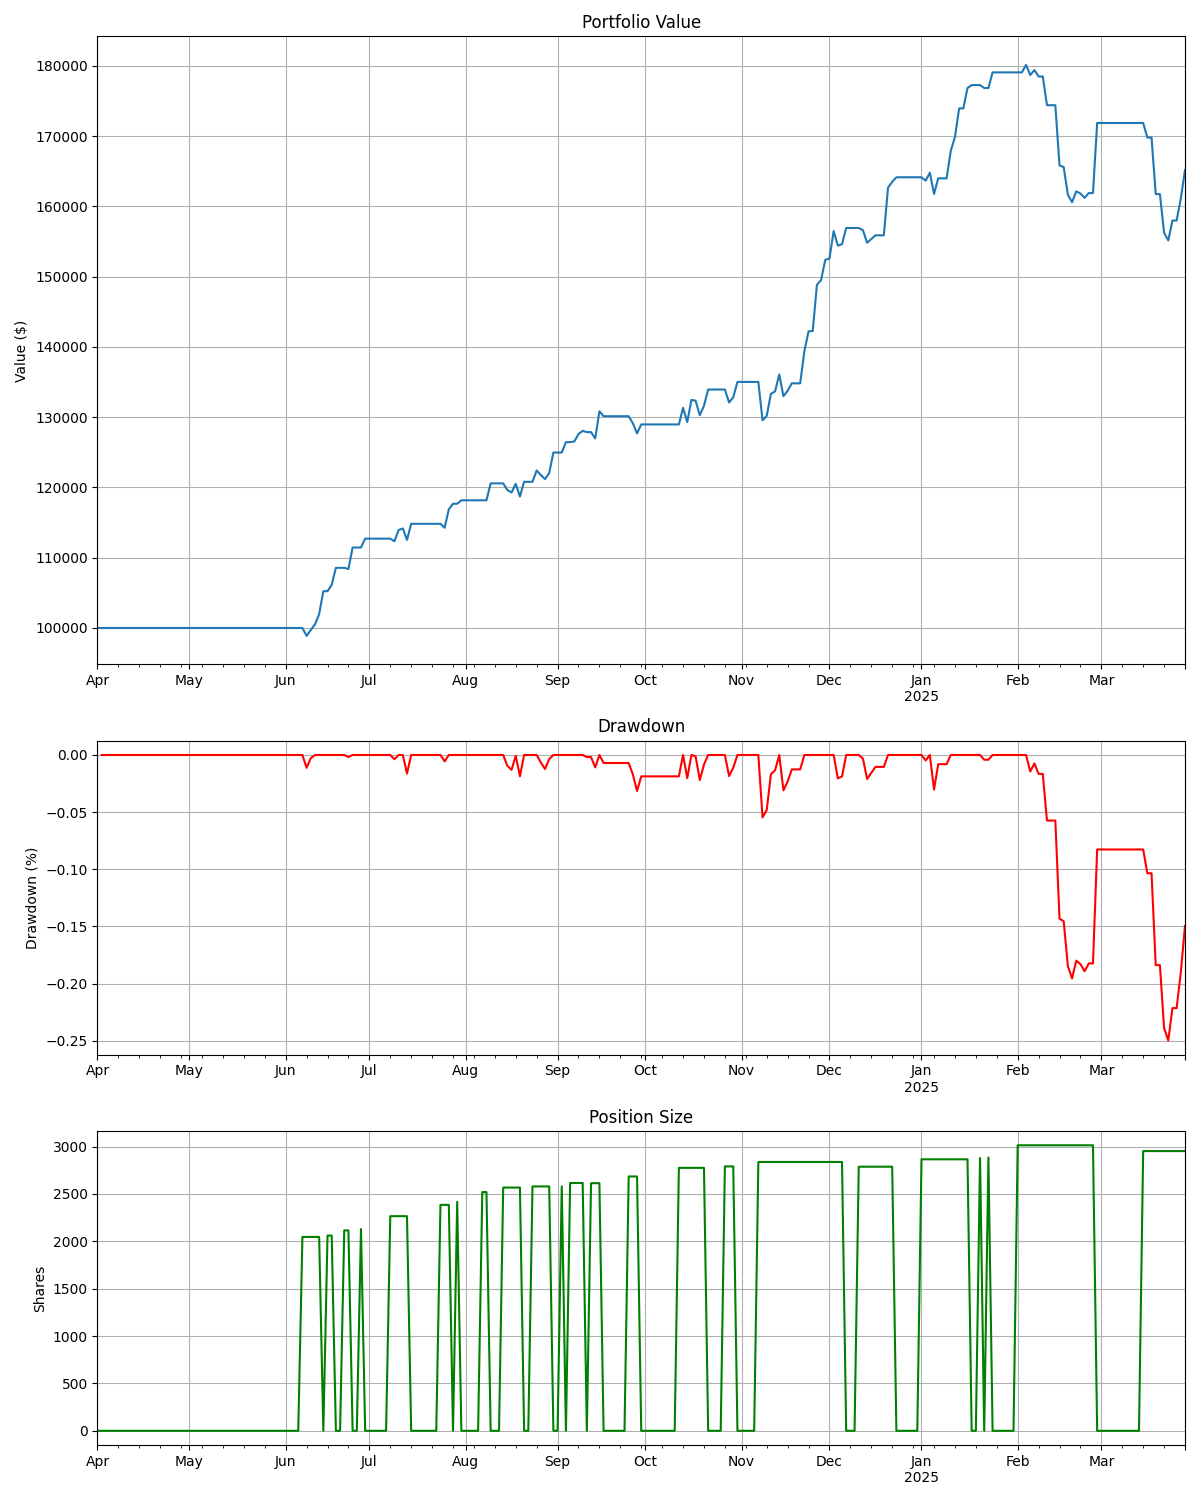 Portfolio Value
Value ($)
180000
170000
160000
150000
140000
130000
120000
110000
100000
Apr May Jun Jul Aug Sep Oct Nov Dec Jan Feb Mar
2025
Drawdown
Drawdown (%)
0.00
−0.05
−0.10
−0.15
−0.20
−0.25
Apr May Jun Jul Aug Sep Oct Nov Dec Jan Feb Mar
2025
Position Size
Shares
3000
2500
2000
1500
1000
500
0
Apr May Jun Jul Aug Sep Oct Nov Dec Jan Feb Mar
2025